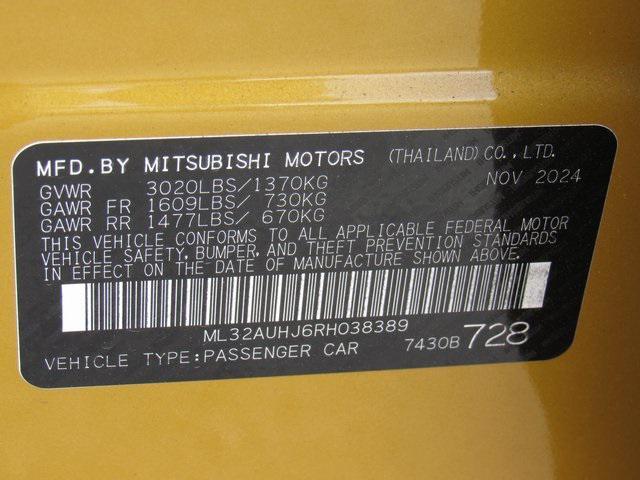 MFD.BY MITSUBISHI MOTORS (THAILAND) CO.,LTD.
GVWR 3020LBS/1370KG NOV 2024
GAWR FR 1609LBS/ 730KG
GAWR RR 1477LBS/ 670KG
THIS VEHICLE CONFORMS TO ALL APPLICABLE FEDERAL MOTOR
VEHICLE SAFETY, BUMPER, AND THEFT PREVENTION STANDARDS
IN EFFECT ON THE DATE OF MANUFACTURE SHOWN ABOVE.
ML32AUHJ6RH038389
VEHICLE TYPE:PASSENGER CAR 7430B 728